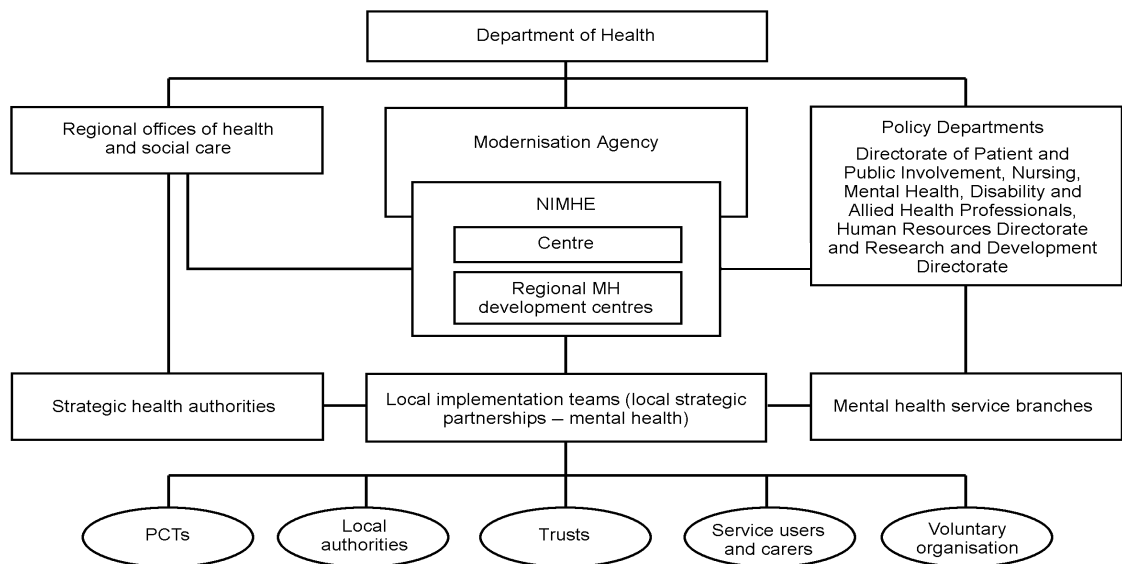 Department of Health
Regional offices of health
and social care
Modernisation Agency
Policy Departments
Directorate of Patient and
Public Involvement, Nursing,
Mental Health, Disability and
Allied Health Professionals,
Human Resources Directorate
and Research and Development
Directorate
NIMHE
Centre
Regional MH
development centres
Strategic health authorities
Local implementation teams (local strategic
partnerships – mental health)
Mental health service branches
PCTs
Local
authorities
Trusts
Service users
and carers
Voluntary
organisation